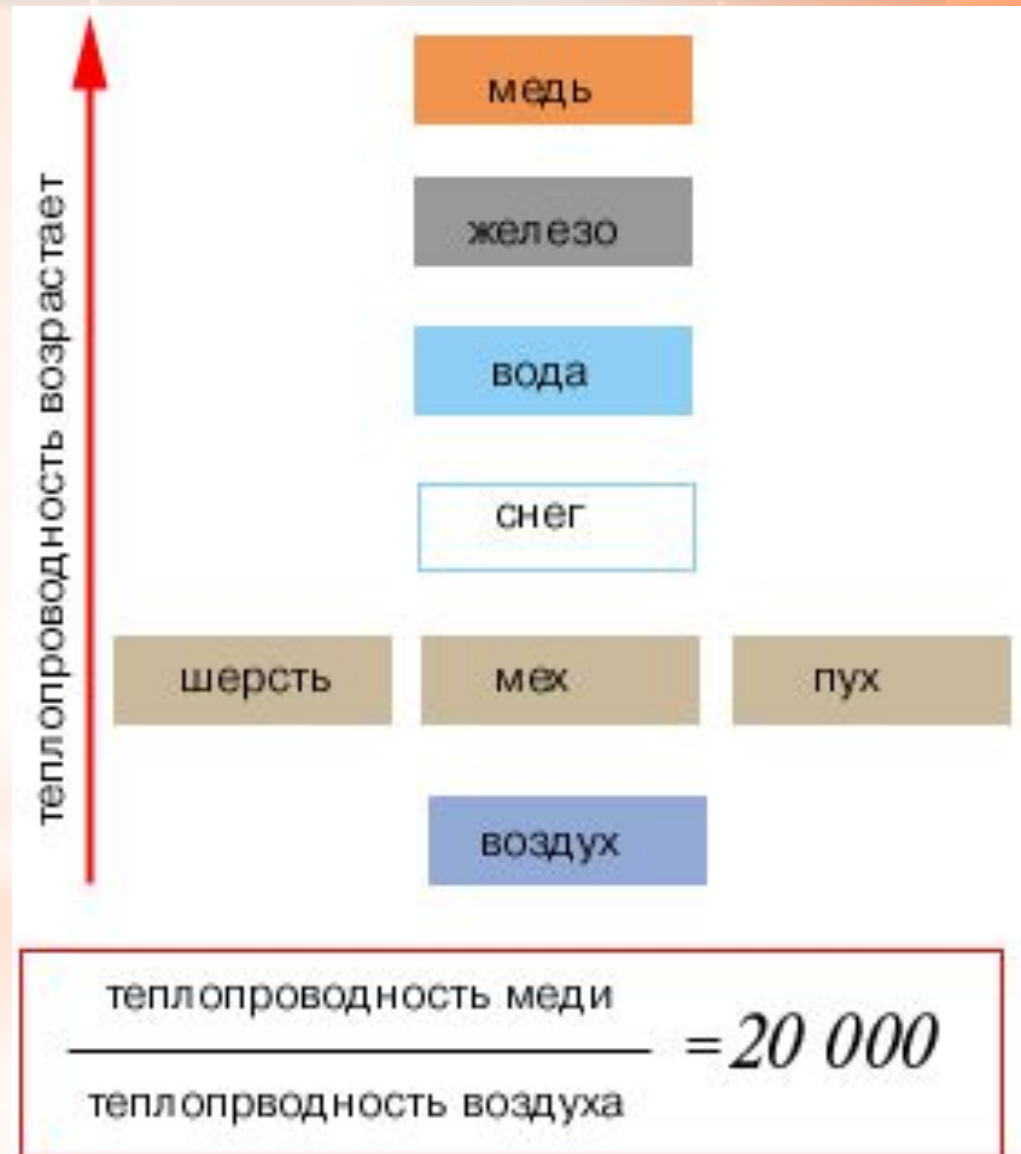 теплопроводность возрастает
медь
железо
вода
снег
шерсть мех пух
воздух
теплопроводность меди
теплопрводность воздуха
=20 000